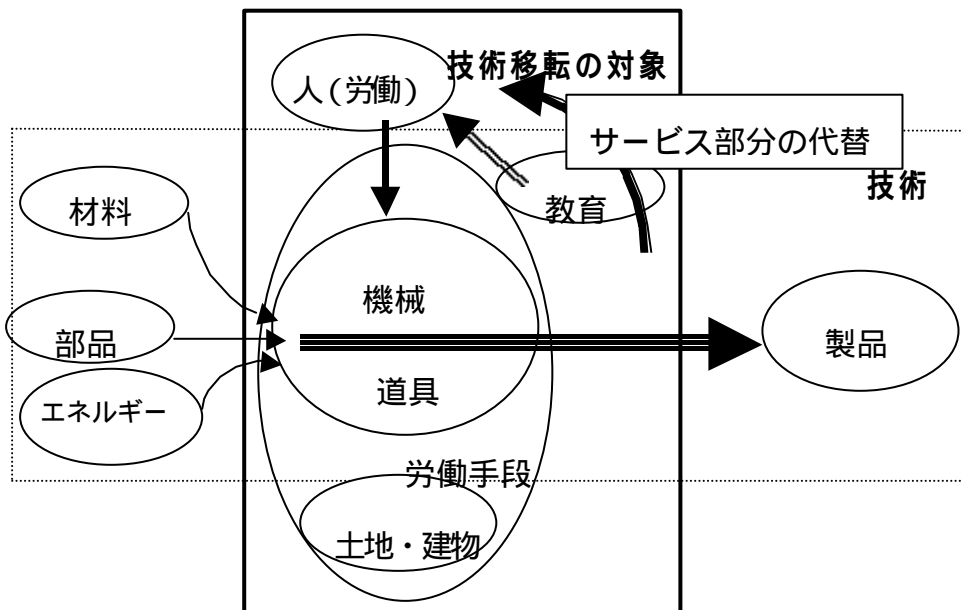 人(労働)
技術移転の対象
サービス部分の代替
技術
教育
材料
部品
エネルギー
機械
道具
製品
労働手段
土地・建物